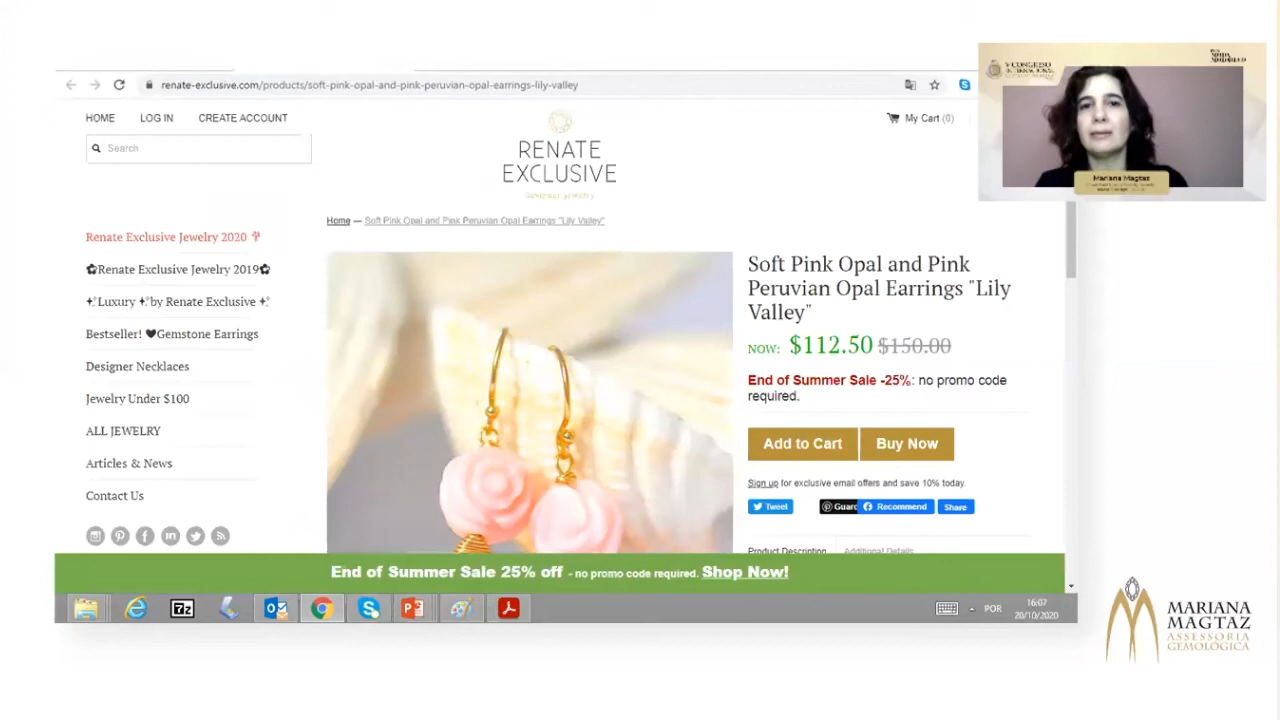 renate-exclusive.com/products/soft-pink-opal-and-pink-peruvian-opal-earrings-lily-valley
HOME
LOG IN
CREATE ACCOUNT
My Cart (0)
Search
RENATE
EXCLUSIVE
Home — Soft Pink Opal and Pink Peruvian Opal Earrings "Lily Valley"
Renate Exclusive Jewelry 2020
Renate Exclusive Jewelry 2019
Luxury by Renate Exclusive
Bestseller! Gemstone Earrings
Designer Necklaces
Jewelry Under $100
ALL JEWELRY
Articles & News
Contact Us
Soft Pink Opal and Pink
Peruvian Opal Earrings "Lily
Valley"
NOW: $112.50 $150.00
End of Summer Sale -25%: no promo code
required.
Add to Cart
Buy Now
Sign up for exclusive email offers and save 10% today.
Tweet
Guar
Recommend
Share
Product Description
Additional Details
End of Summer Sale 25% off - no promo code required. Shop Now!
7z
POR
16:07
20/10/2020
V CONGRESO
INTERNACIONAL
Mariana Magtaz
MARIANA
MAGTAZ
ASSESSORIA
GEMOLÓGICA